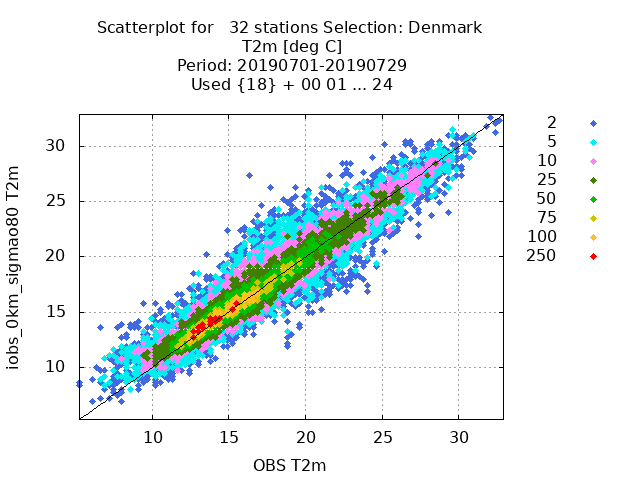 Scatterplot for   32 stations Selection: Denmark
T2m [deg C]
Period: 20190701-20190729
Used {18} + 00 01 ... 24
2
5
10
25
50
75
100
250
iobs_0km_sigmao80 T2m
30
25
20
15
10
10 15 20 25 30
OBS T2m